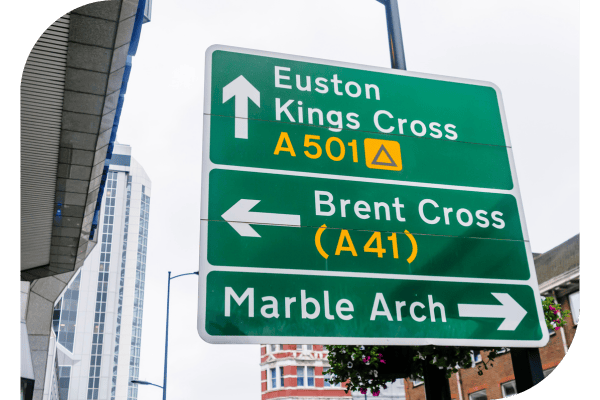 Euston
Kings Cross
A501
Brent Cross
(A41)
Marble Arch